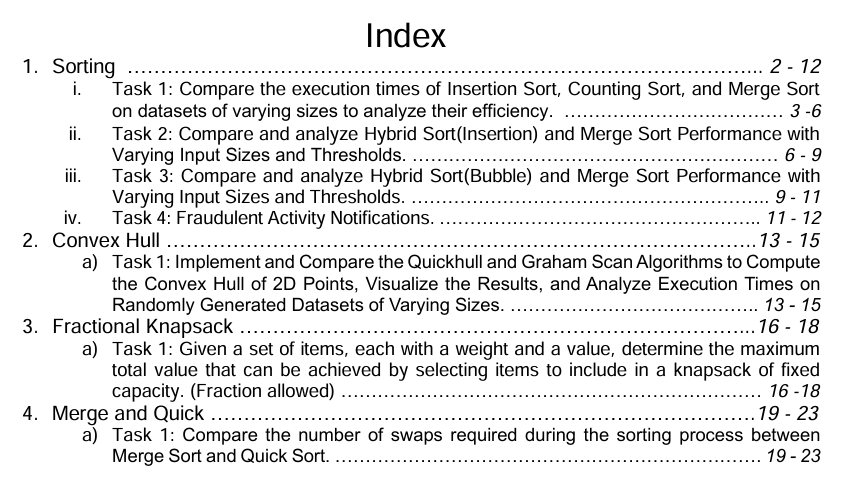 Index
1. Sorting ………………………………………………………………………………….. 2 - 12
i. Task 1: Compare the execution times of Insertion Sort, Counting Sort, and Merge Sort
on datasets of varying sizes to analyze their efficiency. …………………………… 3 -6
ii. Task 2: Compare and analyze Hybrid Sort(Insertion) and Merge Sort Performance with
Varying Input Sizes and Thresholds. ……………………………………………… 6 - 9
iii. Task 3: Compare and analyze Hybrid Sort(Bubble) and Merge Sort Performance with
Varying Input Sizes and Thresholds. …………………………………………….. 9 - 11
iv. Task 4: Fraudulent Activity Notifications. ……………………………………….. 11 - 12
2. Convex Hull ……………………………………………………………………………..13 - 15
a) Task 1: Implement and Compare the Quickhull and Graham Scan Algorithms to Compute
the Convex Hull of 2D Points, Visualize the Results, and Analyze Execution Times on
Randomly Generated Datasets of Varying Sizes. ……………………………….. 13 - 15
3. Fractional Knapsack …………………………………………………………………..16 - 18
a) Task 1: Given a set of items, each with a weight and a value, determine the maximum
total value that can be achieved by selecting items to include in a knapsack of fixed
capacity. (Fraction allowed) ……………………………………………………… 16 -18
4. Merge and Quick ………………………………………………………………………19 - 23
a) Task 1: Compare the number of swaps required during the sorting process between
Merge Sort and Quick Sort. ………………………………………………………. 19 - 23